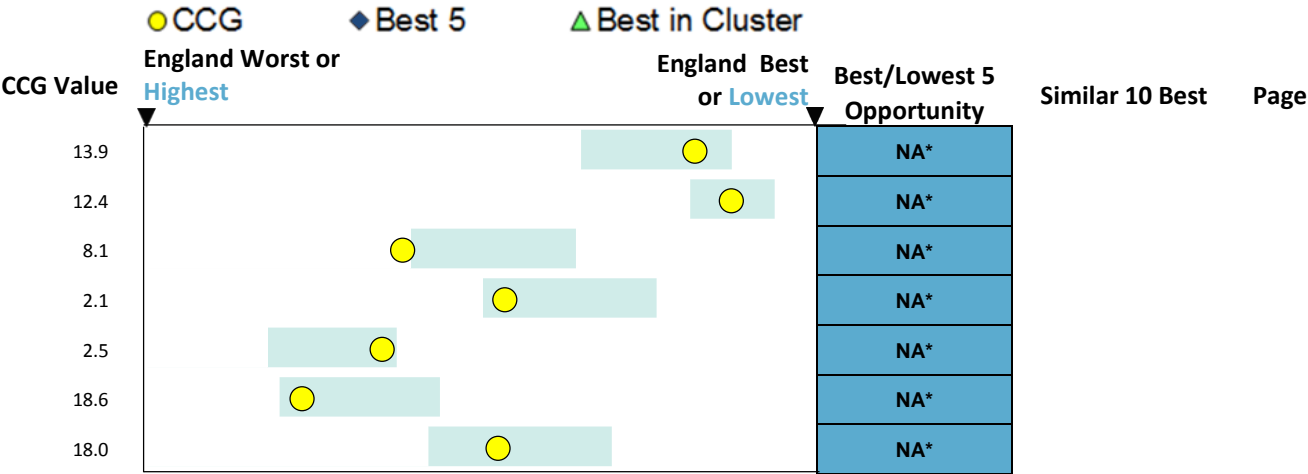 CCG Best 5 Best in Cluster
CCG Value
England Worst or
Highest
England Best
or Lowest
Best/Lowest 5
Opportunity
Similar 10 Best
Page
13.9 NA*
12.4 NA*
8.1 NA*
2.1 NA*
2.5 NA*
18.6 NA*
18.0 NA*